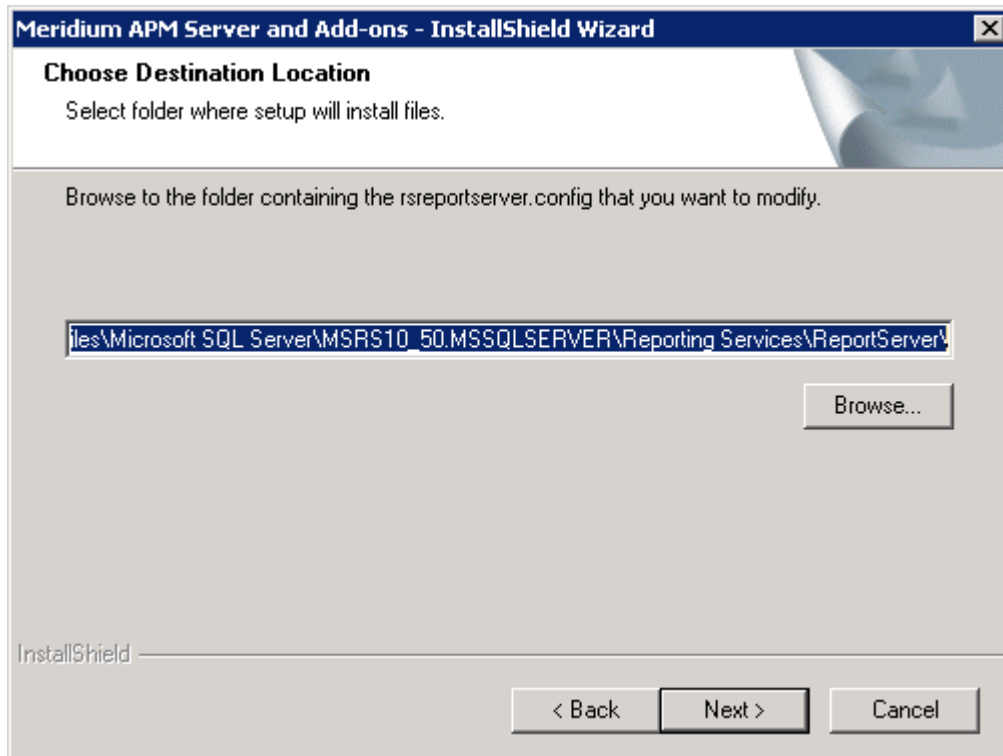 Meridium APM Server and Add-ons - InstallShield Wizard
Choose Destination Location
Select folder where setup will install files.
Browse to the folder containing the rsreportserver.config that you want to modify.
iles\Microsoft SQL Server\MSRS10_50.MSSQLSERVER\Reporting Services\ReportServer\
Browse...
InstallShield
< Back
Next >
Cancel